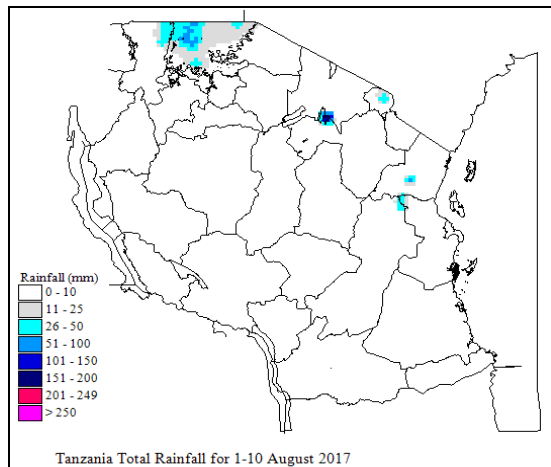 Rainfall (mm)
0 - 10
11 - 25
26 - 50
51 - 100
101 - 150
151 - 200
201 - 249
> 250
Tanzania Total Rainfall for 1-10 August 2017